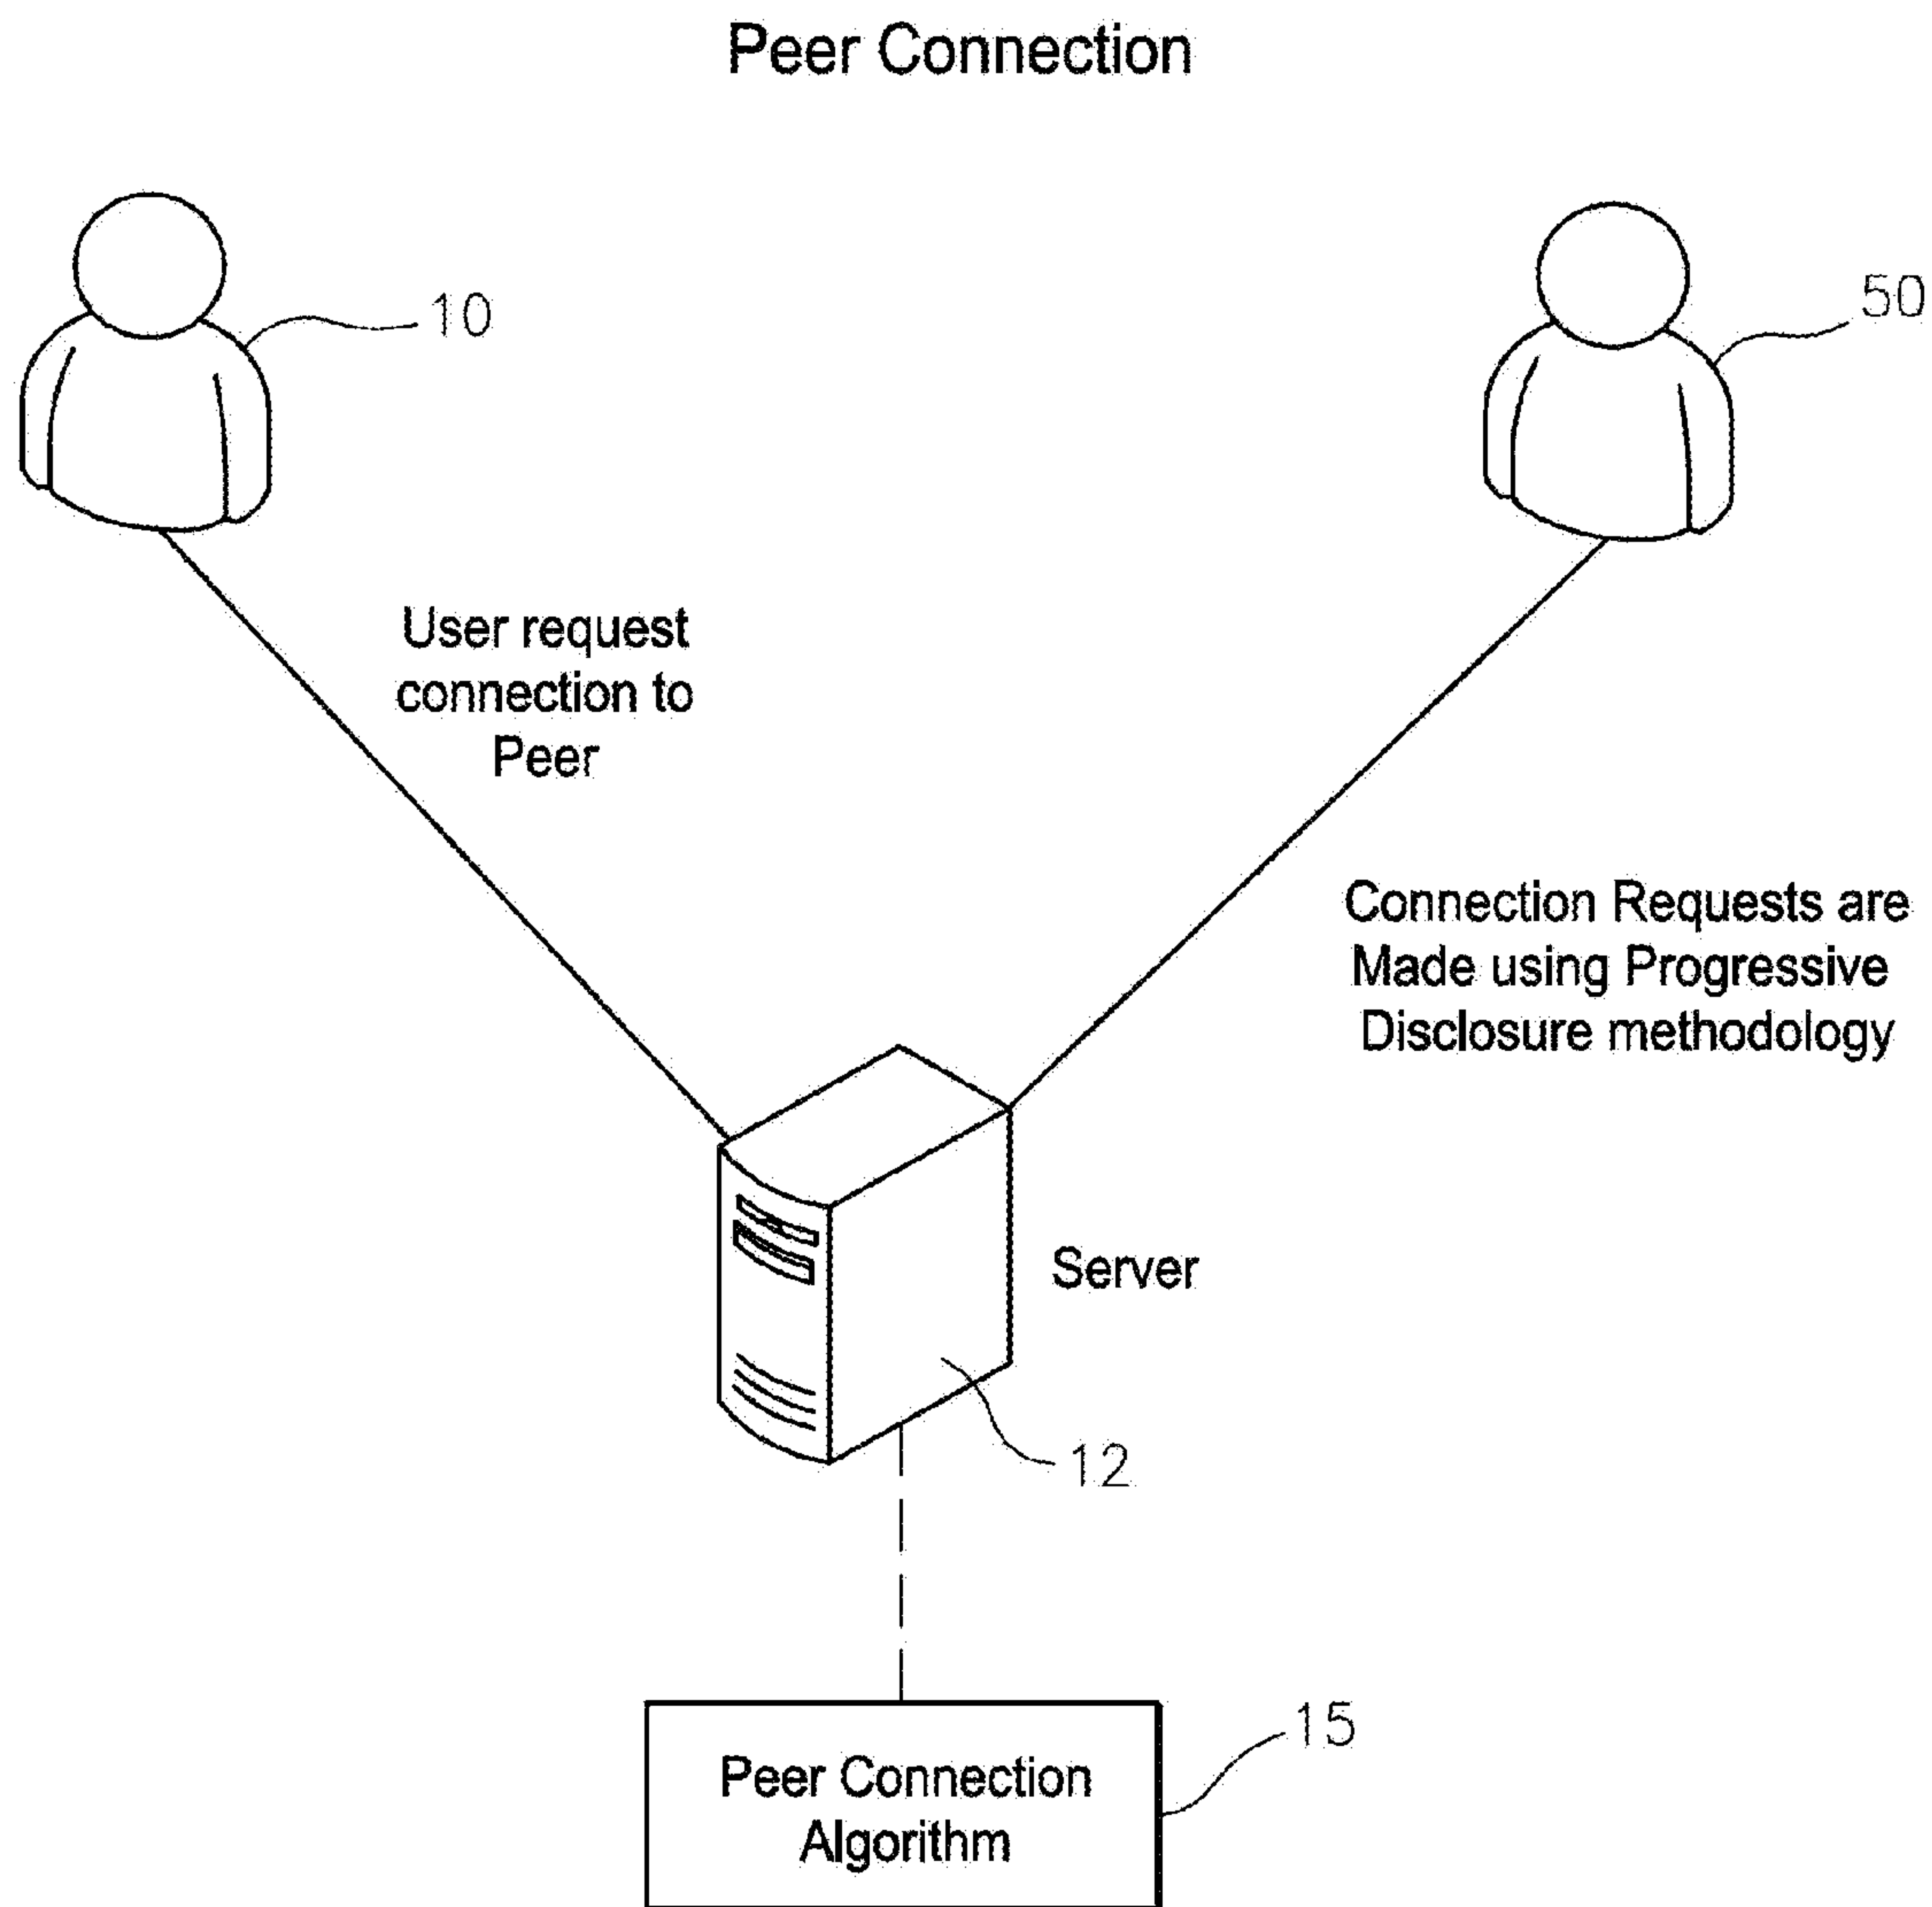 Peer Connection
10
50
User request
connection to
Peer
Connection Requests are
Made using Progressive
Disclosure methodology
Server
12
15
Peer Connection
Algorithm